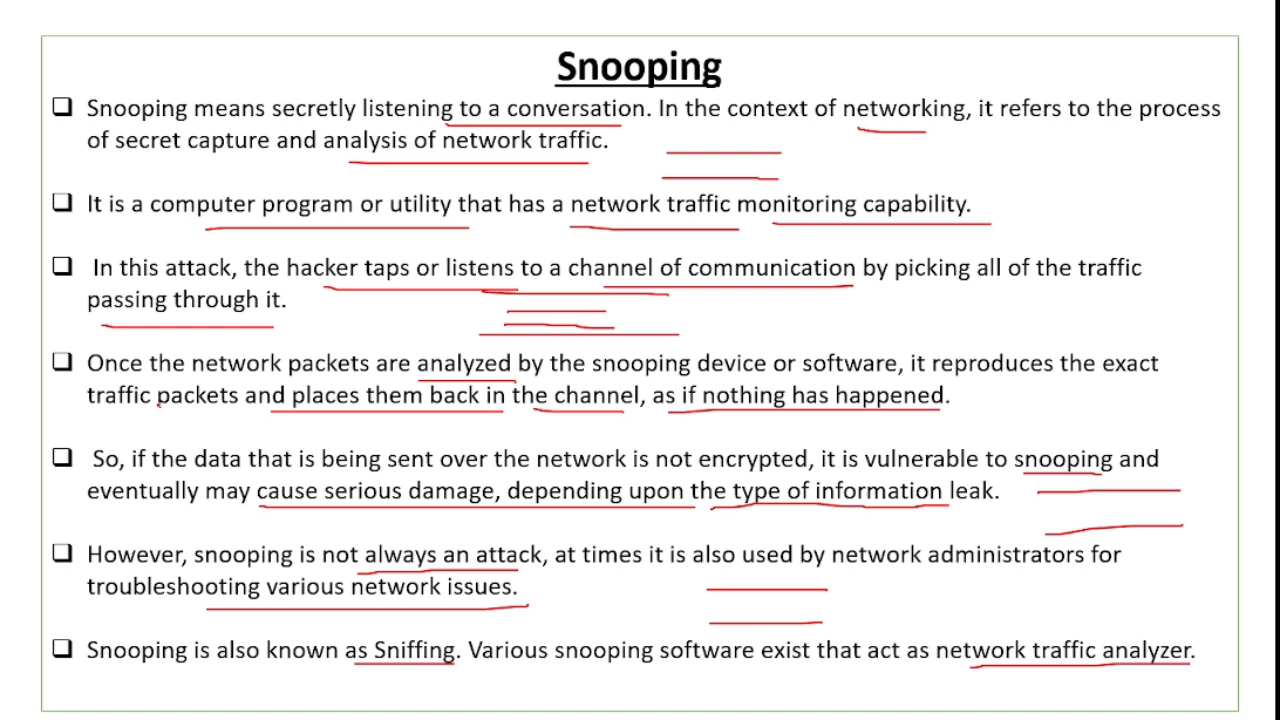 Snooping
❑ Snooping means secretly listening to a conversation. In the context of networking, it refers to the process
of secret capture and analysis of network traffic.
❑ It is a computer program or utility that has a network traffic monitoring capability.
❑ In this attack, the hacker taps or listens to a channel of communication by picking all of the traffic
passing through it.
❑ Once the network packets are analyzed by the snooping device or software, it reproduces the exact
traffic packets and places them back in the channel, as if nothing has happened.
❑ So, if the data that is being sent over the network is not encrypted, it is vulnerable to snooping and
eventually may cause serious damage, depending upon the type of information leak.
❑ However, snooping is not always an attack, at times it is also used by network administrators for
troubleshooting various network issues.
❑ Snooping is also known as Sniffing. Various snooping software exist that act as network traffic analyzer.